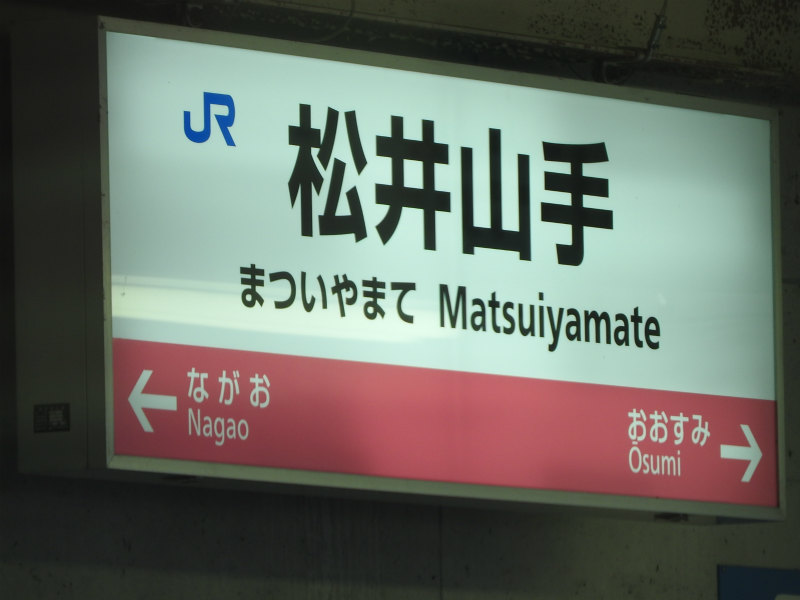 JR
松井山手
まついやまて Matsuiyamate
ながお
Nagao
おおすみ
Ōsumi